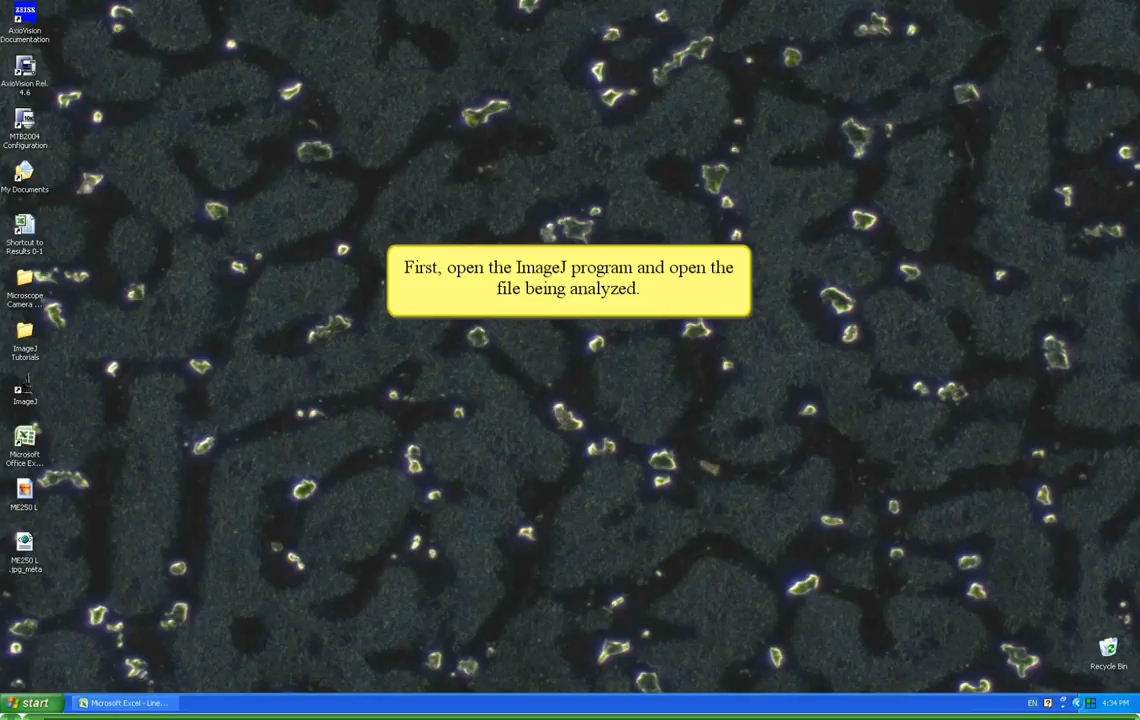 ZEISS
AxioVision
Documentation
AxioVision Rel.
4.6
MTB2004
Configuration
My Documents
Shortcut to
Results 0-1
Microscope
Camera ...
ImageJ
Tutorials
ImageJ
Microsoft
Office Ex...
ME250 L
ME250 L
.jpg_meta
First, open the ImageJ program and open the
file being analyzed.
Recycle Bin
start
Microsoft Excel - Line...
EN
4:34 PM